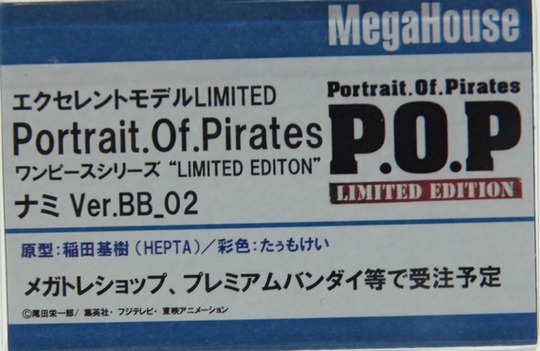 MegaHouse
エクセレントモデルLIMITED
Portrait.Of.Pirates
ワンピースシリーズ “LIMITED EDITON”
ナミ Ver.BB_02
Portrait.Of.Pirates
P.O.P
LIMITED EDITION
原型：稲田基樹（HEPTA）／彩色：たぅもけい
メガトレショップ、プレミアムバンダイ等で受注予定
©尾田栄一郎/集英社・フジテレビ・東映アニメーション